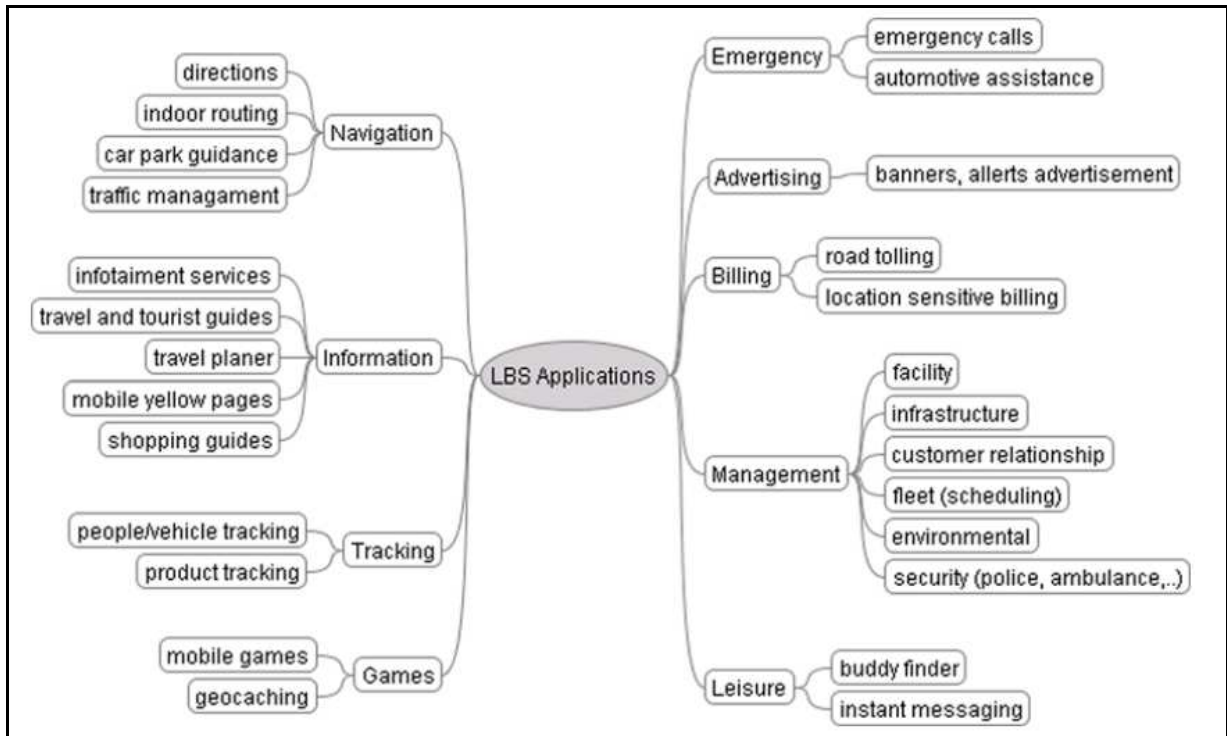 directions
indoor routing
car park guidance
traffic managament
Navigation
infotaiment services
travel and tourist guides
travel planer
mobile yellow pages
shopping guides
Information
people/vehicle tracking
product tracking
Tracking
mobile games
geocaching
Games
LBS Applications
Emergency
emergency calls
automotive assistance
Advertising
banners, allerts advertisement
Billing
road tolling
location sensitive billing
Management
facility
infrastructure
customer relationship
fleet (scheduling)
environmental
security (police, ambulance,..)
Leisure
buddy finder
instant messaging